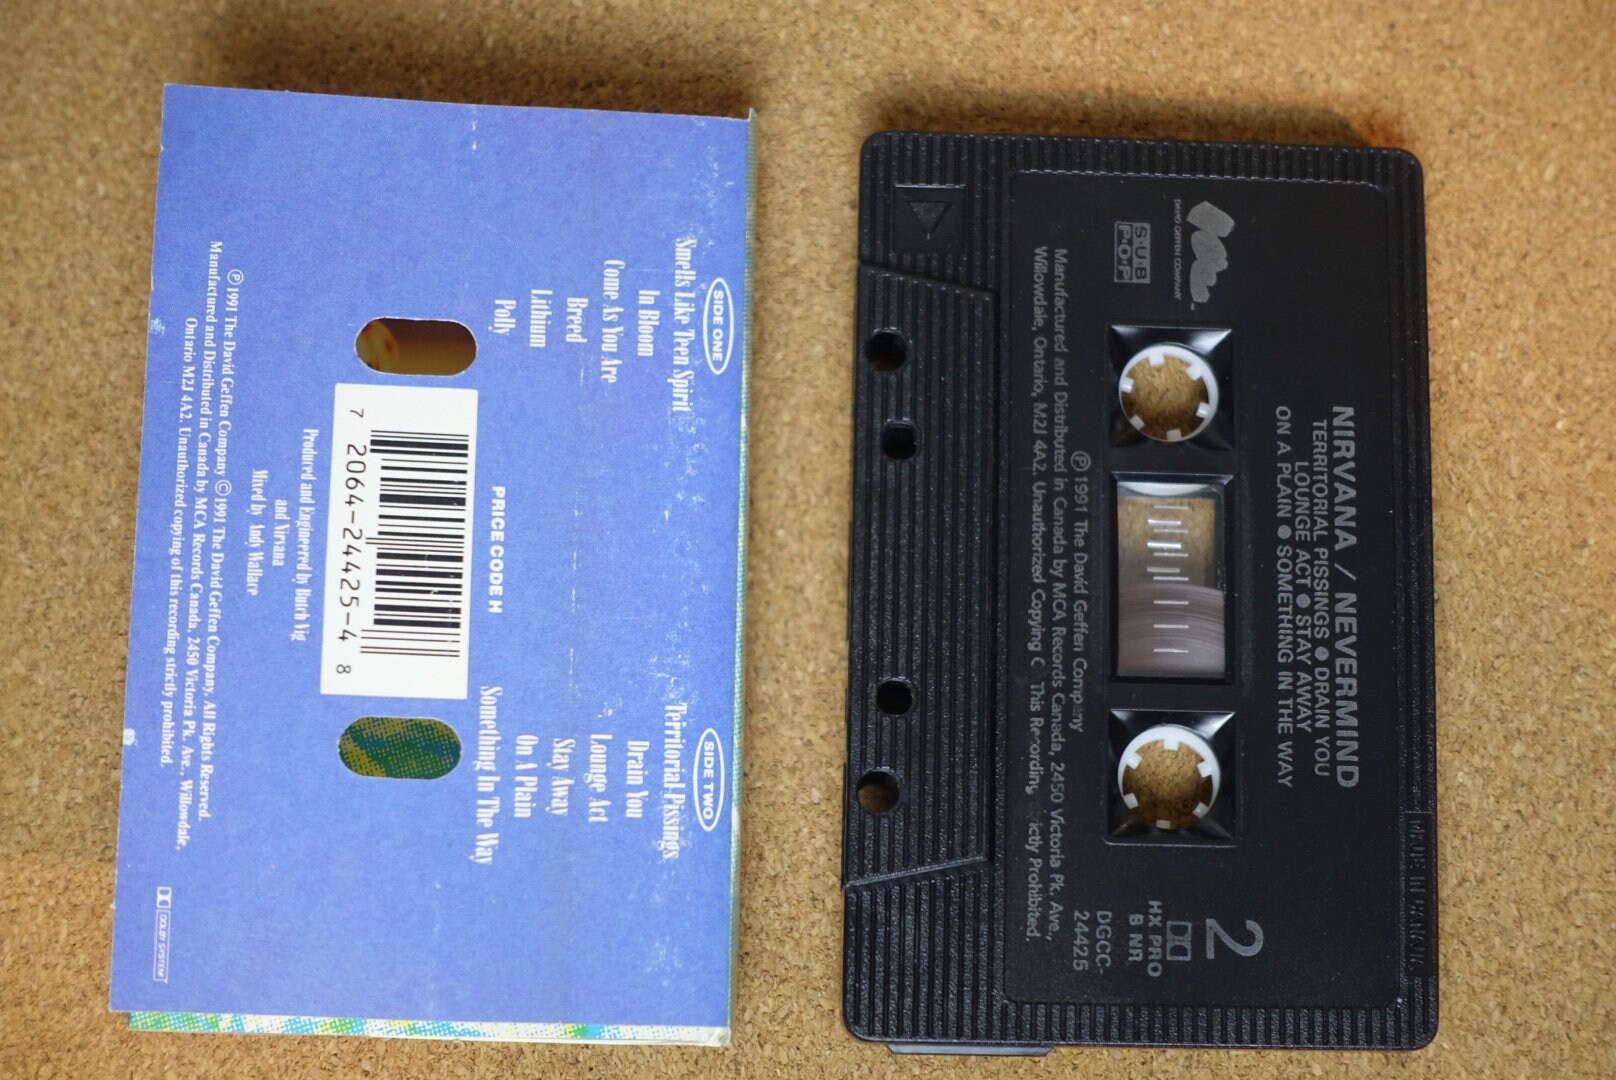 SIDE ONE
Smells Like Teen Spirit
In Bloom
Come As You Are
Breed
Lithium
Polly
SIDE TWO
Territorial Pissings
Drain You
Lounge Act
Stay Away
On A Plain
Something In The Way
PRICE CODE H
7 20064-24425-4 8
Produced and Engineered by Butch Vig
and Nirvana
Mixed by Andy Wallace
Ⓟ1991 The David Geffen Company ©1991 The David Geffen Company. All Rights Reserved.
Manufactured and Distributed in Canada by MCA Records Canada, 2450 Victoria Pk. Ave., Willowdale,
Ontario M2J 4A2. Unauthorized copying of this recording strictly prohibited.
DOLBY SYSTEM
NIRVANA / NEVERMIND
TERRITORIAL PISSINGS ● DRAIN YOU
LOUNGE ACT ● STAY AWAY
ON A PLAIN ● SOMETHING IN THE WAY
DAVID GEFFEN COMPANY
SUB
POP
2
HX PRO
B NR
DGCC-
24425
Ⓟ1991 The David Geffen Company
Manufactured and Distributed in Canada by MCA Records Canada, 2450 Victoria Pk. Ave.,
Willowdale, Ontario, M2J 4A2. Unauthorized Copying This Recording Prohibited.